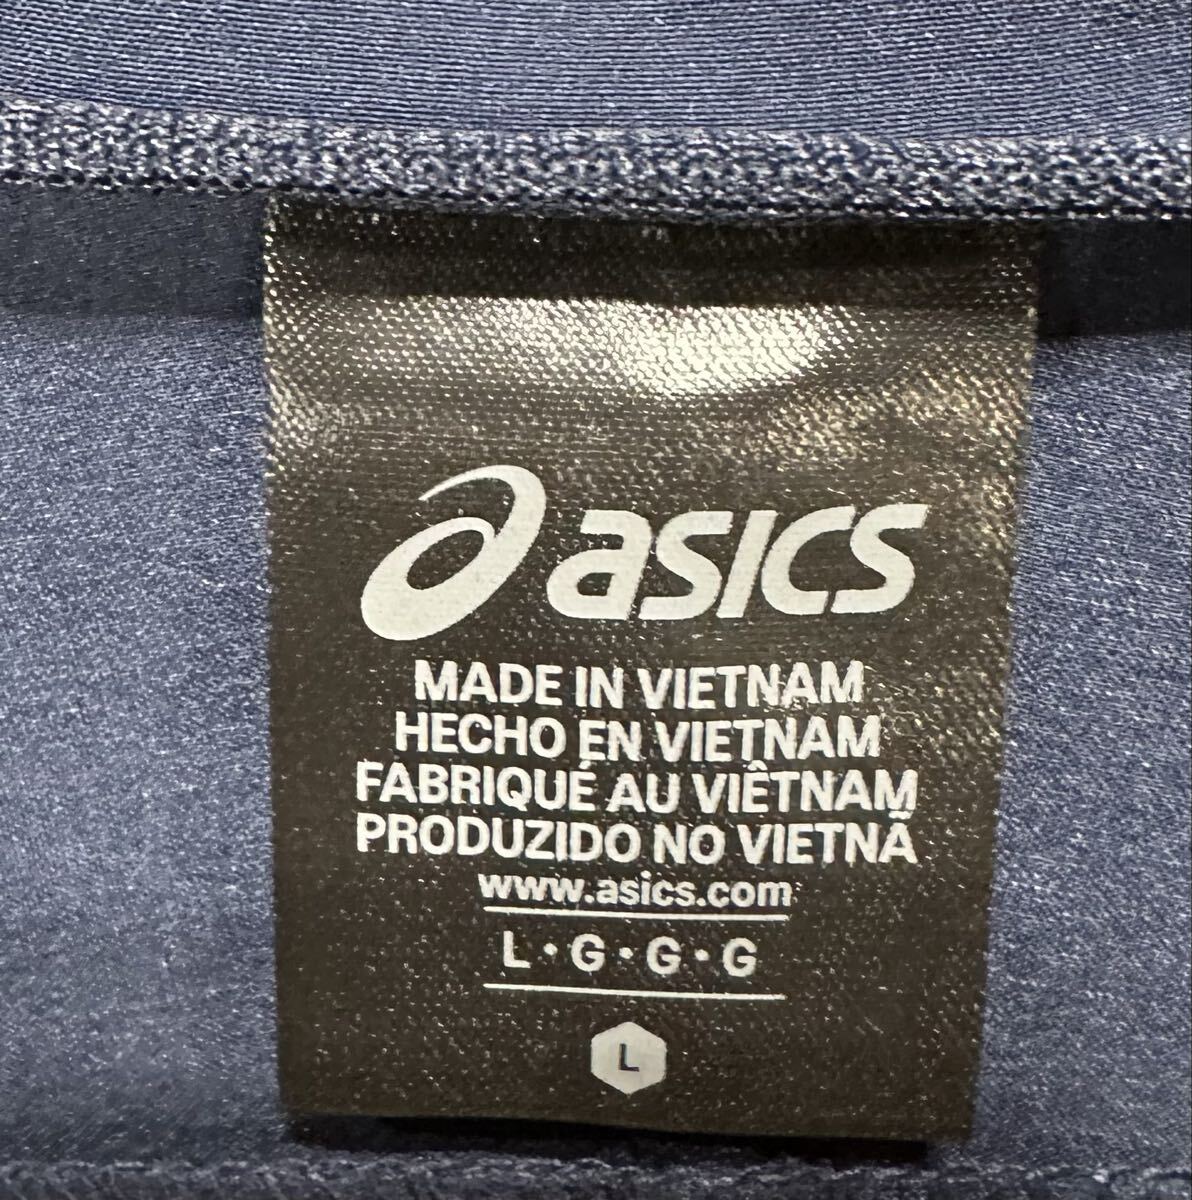 asics
MADE IN VIETNAM
HECHO EN VIETNAM
FABRIQUÉ AU VIÊTNAM
PRODUZIDO NO VIETNÃ
www.asics.com
L・G・G・G
L